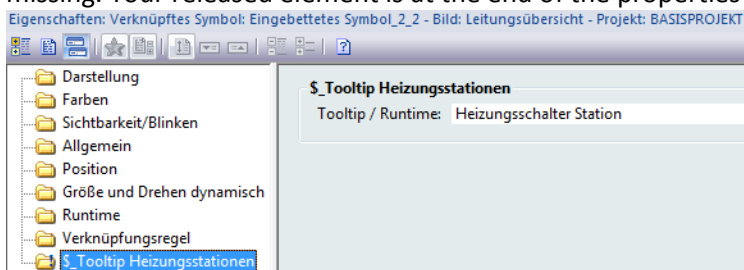 missing. Your released element is at the end of the properties
Eigenschaften: Verknüpftes Symbol: Eingebettetes Symbol_2_2 - Bild: Leitungsübersicht - Projekt: BASISPROJEKT
Darstellung
Farben
Sichtbarkeit/Blinken
Allgemein
Position
Größe und Drehen dynamisch
Runtime
Verknüpfungsregel
$_Tooltip Heizungsstationen
$_Tooltip Heizungsstationen
Tooltip / Runtime: Heizungsschalter Station